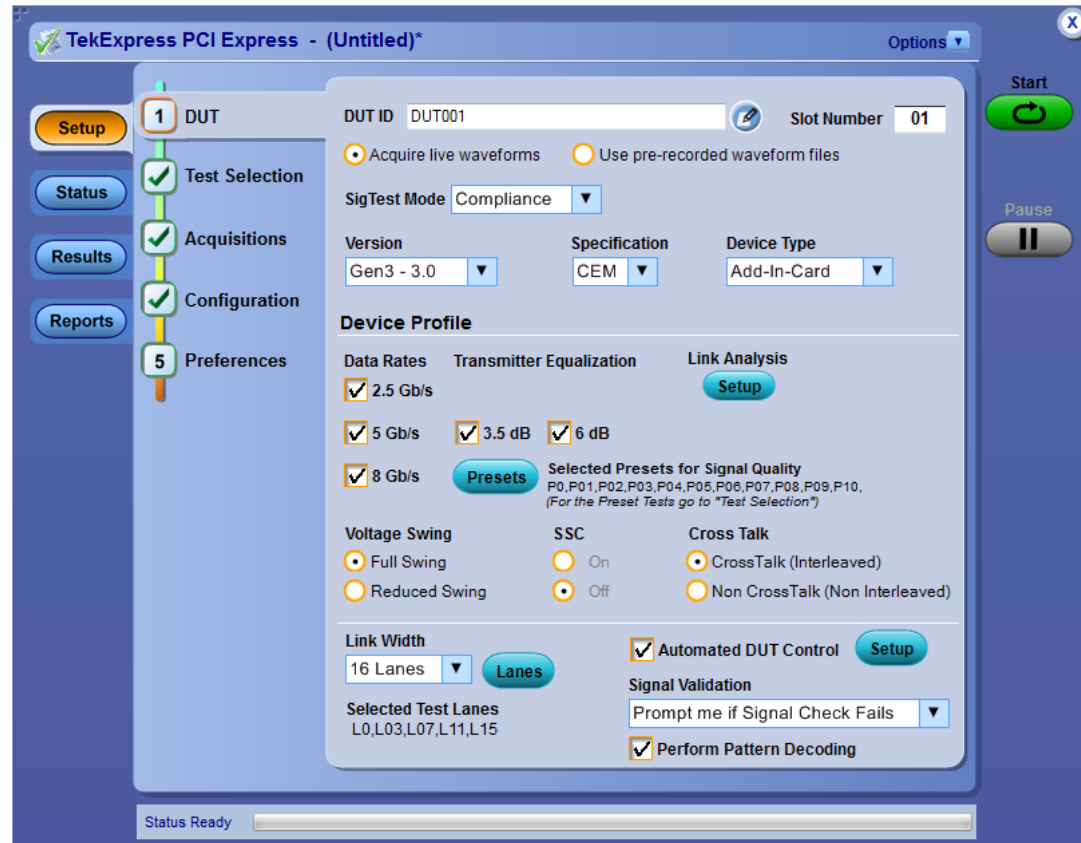 TekExpress PCI Express - (Untitled)*
Options
X
Start
Pause
Setup
Status
Results
Reports
1 DUT
Test Selection
Acquisitions
Configuration
5 Preferences
DUT ID DUT001 Slot Number 01
Acquire live waveforms Use pre-recorded waveform files
SigTest Mode Compliance
Version Specification Device Type
Gen3 - 3.0 CEM Add-In-Card
Device Profile
Data Rates Transmitter Equalization Link Analysis
2.5 Gb/s Setup
5 Gb/s 3.5 dB 6 dB
8 Gb/s Presets Selected Presets for Signal Quality
P0,P01,P02,P03,P04,P05,P06,P07,P08,P09,P10,
(For the Preset Tests go to "Test Selection")
Voltage Swing SSC Cross Talk
Full Swing On CrossTalk (Interleaved)
Reduced Swing Off Non CrossTalk (Non Interleaved)
Link Width
16 Lanes Lanes
Selected Test Lanes
L0,L03,L07,L11,L15
Automated DUT Control Setup
Signal Validation
Prompt me if Signal Check Fails
Perform Pattern Decoding
Status Ready